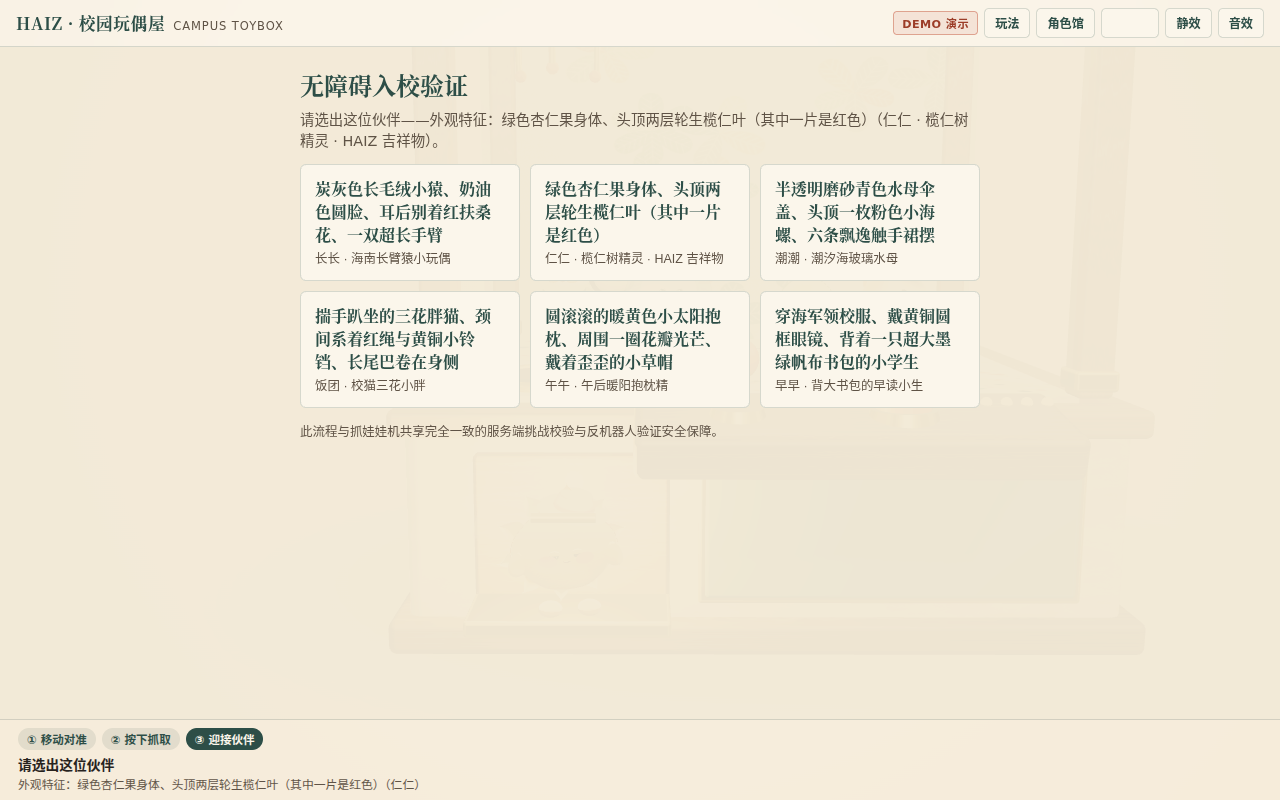 HAIZ · 校园玩偶屋 CAMPUS TOYBOX
DEMO 演示
玩法
角色馆
静效
音效
无障碍入校验证
请选出这位伙伴——外观特征：绿色杏仁果身体、头顶两层轮生榄仁叶（其中一片是红色）（仁仁 · 榄仁树
精灵 · HAIZ 吉祥物）。
炭灰色长毛绒小猿、奶油
色圆脸、耳后别着红扶桑
花、一双超长手臂
长长 · 海南长臂猿小玩偶
绿色杏仁果身体、头顶两
层轮生榄仁叶（其中一片
是红色）
仁仁 · 榄仁树精灵 · HAIZ 吉祥物
半透明磨砂青色水母伞
盖、头顶一枚粉色小海
螺、六条飘逸触手裙摆
潮潮 · 潮汐海玻璃水母
揣手趴坐的三花胖猫、颈
间系着红绳与黄铜小铃
铛、长尾巴卷在身侧
饭团 · 校猫三花小胖
圆滚滚的暖黄色小太阳抱
枕、周围一圈花瓣光芒、
戴着歪歪的小草帽
午午 · 午后暖阳抱枕精
穿海军领校服、戴黄铜圆
框眼镜、背着一只超大墨
绿帆布书包的小学生
早早 · 背大书包的早读小生
此流程与抓娃娃机共享完全一致的服务端挑战校验与反机器人验证安全保障。
① 移动对准
② 按下抓取
③ 迎接伙伴
请选出这位伙伴
外观特征：绿色杏仁果身体、头顶两层轮生榄仁叶（其中一片是红色）（仁仁）